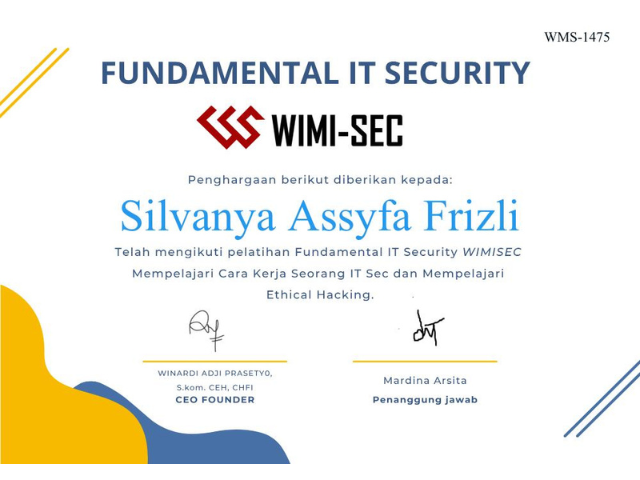 WMS-1475
FUNDAMENTAL IT SECURITY
WIMI-SEC
Penghargaan berikut diberikan kepada:
Silvanya Assyfa Frizli
Telah mengikuti pelatihan Fundamental IT Security WIMISEC
Mempelajari Cara Kerja Seorang IT Sec dan Mempelajari
Ethical Hacking.
WINARDI ADJI PRASETYO,
S.kom. CEH, CHFI
CEO FOUNDER
Mardina Arsita
Penanggung jawab